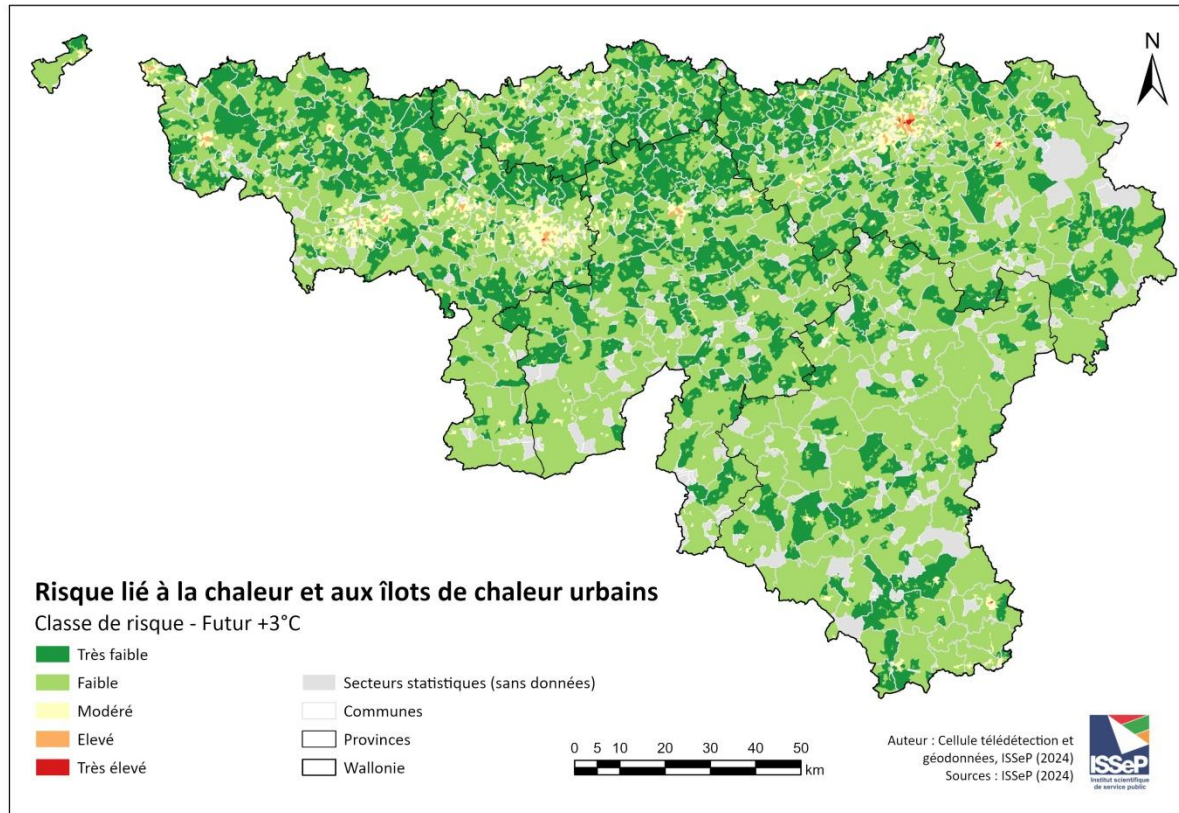 N
Risque lié à la chaleur et aux îlots de chaleur urbains
Classe de risque - Futur +3°C
Très faible
Faible
Modéré
Elevé
Très élevé
Secteurs statistiques (sans données)
Communes
Provinces
Wallonie
0 5 10 20 30 40 50
km
Auteur : Cellule télédétection et
géodonnées, ISSeP (2024)
Sources : ISSeP (2024)
ISSeP
Institut scientifique
de service public